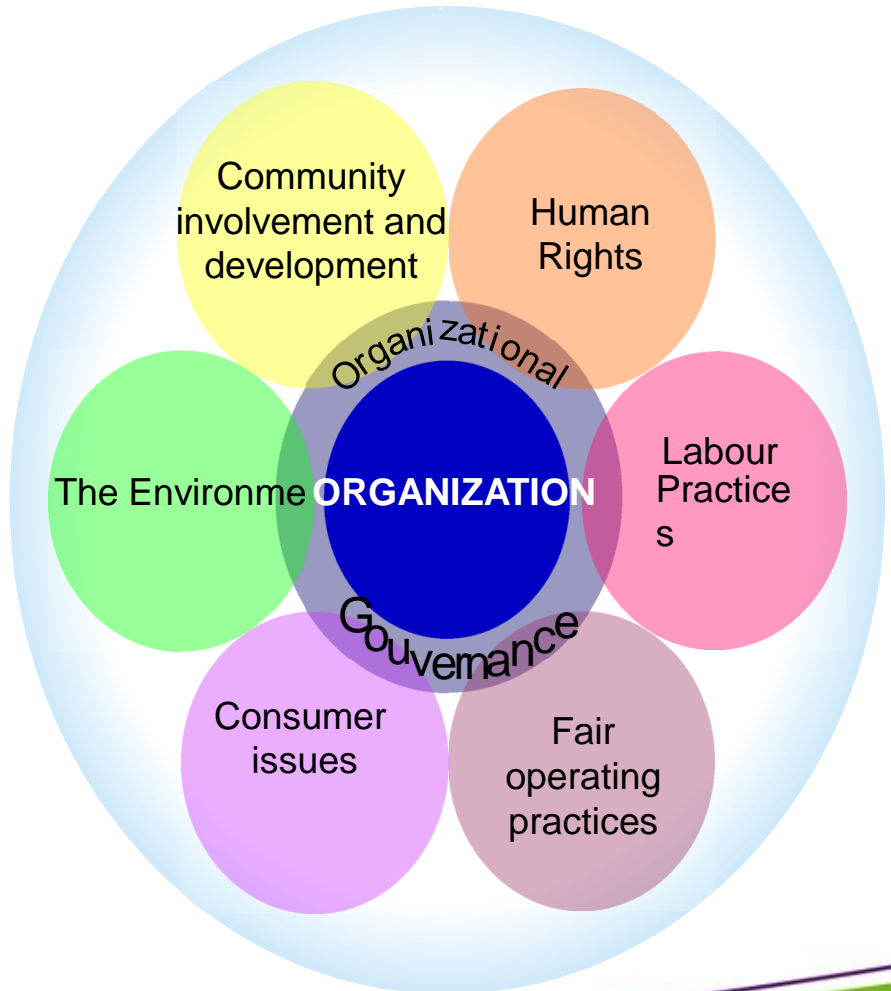 Community
involvement and
development
Human
Rights
Organizational
The Environme
ORGANIZATION
Labour
Practice
s
Gouvernance
Consumer
issues
Fair
operating
practices